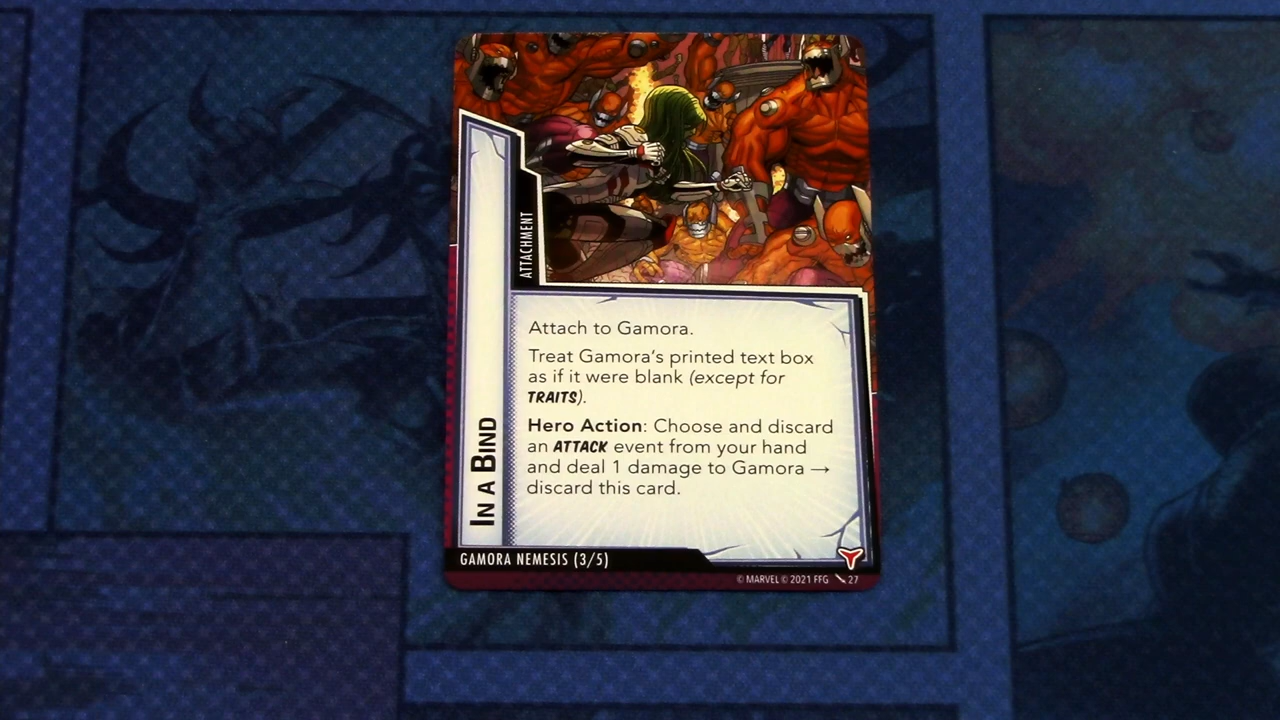 ATTACHMENT
Attach to Gamora.
Treat Gamora's printed text box
as if it were blank (except for
TRAITS).
Hero Action: Choose and discard
an ATTACK event from your hand
and deal 1 damage to Gamora →
discard this card.
IN A BIND
GAMORA NEMESIS (3/5)
© MARVEL © 2021 FFG 27